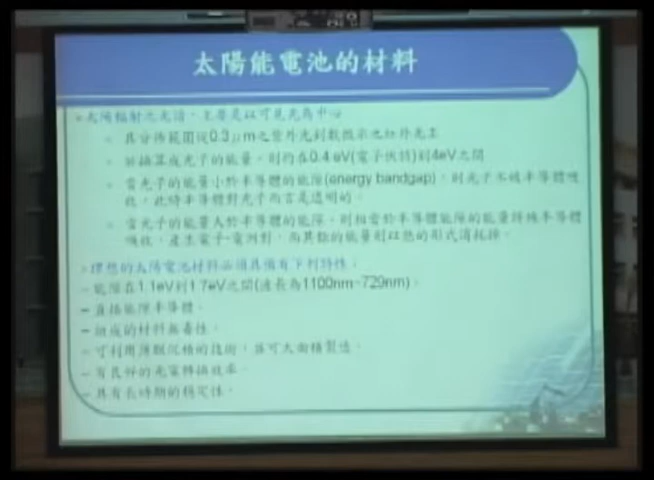 太陽能電池的材料
太陽輻射之光譜，主要是以可見光為中心
其分佈範圍從0.3μm之紫外光到數微米之紅外光主
若換算成光子的能量，則約在0.4 eV(電子伏特)到4eV之間
當光子的能量小於半導體的能隙(energy bandgap)，則光子不被半導體吸
收，此時半導體對光子而言是透明的。
當光子的能量大於半導體的能隙，則相當於半導體能隙的能量將被半導體
吸收，產生電子-電洞對，而其餘的能量則以熱的形式消耗掉。
理想的太陽電池材料必須具備有下列特性：
– 能隙在1.1eV到1.7eV之間(波長為1100nm~729nm)。
– 直接能隙半導體。
– 組成的材料無毒性。
– 可利用薄膜沉積的技術，並可大面積製造。
– 有良好的光電轉換效率。
– 具有長時期的穩定性。